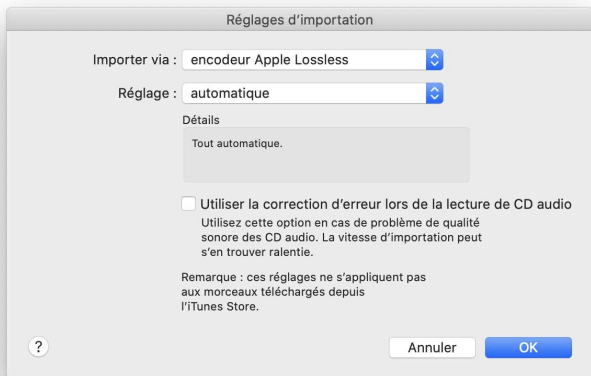 Réglages d’importation
Importer via : encodeur Apple Lossless
Réglage : automatique
Détails
Tout automatique.
Utiliser la correction d’erreur lors de la lecture de CD audio
Utilisez cette option en cas de problème de qualité
sonore des CD audio. La vitesse d’importation peut
s’en trouver ralentie.
Remarque : ces réglages ne s’appliquent pas
aux morceaux téléchargés depuis
l’iTunes Store.
? Annuler OK